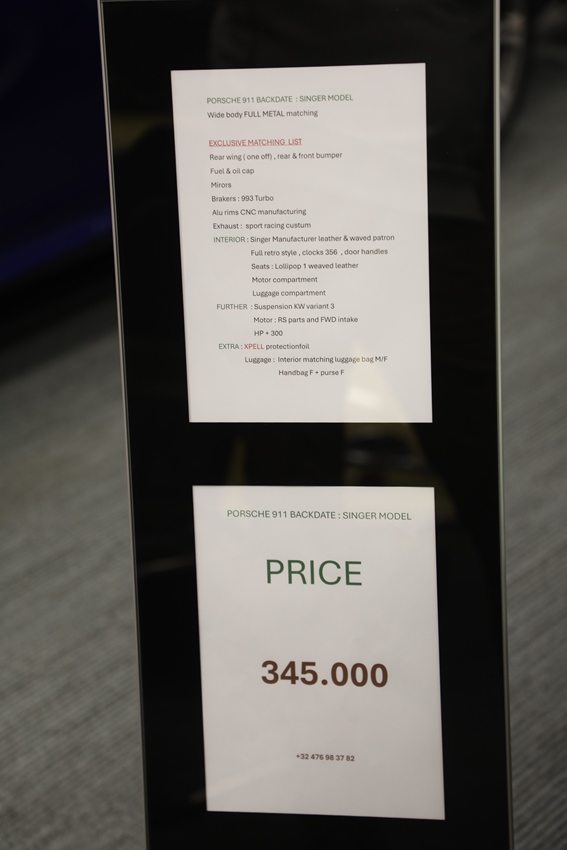 PORSCHE 911 BACKDATE : SINGER MODEL
Wide body FULL METAL matching
EXCLUSIVE MATCHING LIST
Rear wing ( one off) , rear & front bumper
Fuel & oil cap
Mirors
Brakers : 993 Turbo
Alu rims CNC manufacturing
Exhaust : sport racing custum
INTERIOR : Singer Manufacturer leather & waved patron
Full retro style , clocks 356 , door handles
Seats : Lollipop 1 weaved leather
Motor compartment
Luggage compartment
FURTHER : Suspension KW variant 3
Motor : RS parts and FWD intake
HP + 300
EXTRA : XPELL protectionfoil
Luggage : Interior matching luggage bag M/F
Handbag F + purse F
PORSCHE 911 BACKDATE : SINGER MODEL
PRICE
345.000
+32 476 98 37 82